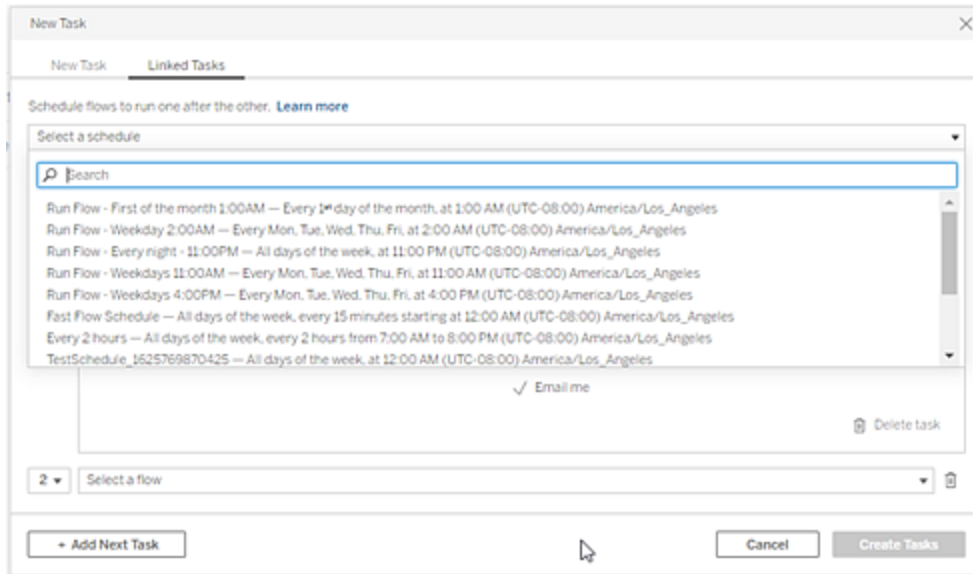 New Task
New Task Linked Tasks
Schedule flows to run one after the other. Learn more
Select a schedule
Search
Run Flow - First of the month 1:00AM — Every 1st day of the month, at 1:00 AM (UTC-08:00) America/Los_Angeles
Run Flow - Weekday 2:00AM — Every Mon, Tue, Wed, Thu, Fri, at 2:00 AM (UTC-08:00) America/Los_Angeles
Run Flow - Every night - 11:00PM — All days of the week, at 11:00 PM (UTC-08:00) America/Los_Angeles
Run Flow - Weekdays 11:00AM — Every Mon, Tue, Wed, Thu, Fri, at 11:00 AM (UTC-08:00) America/Los_Angeles
Run Flow - Weekdays 4:00PM — Every Mon, Tue, Wed, Thu, Fri, at 4:00 PM (UTC-08:00) America/Los_Angeles
Fast Flow Schedule — All days of the week, every 15 minutes starting at 12:00 AM (UTC-08:00) America/Los_Angeles
Every 2 hours — All days of the week, every 2 hours from 7:00 AM to 8:00 PM (UTC-08:00) America/Los_Angeles
TestSchedule_1625769870425 — All days of the week, at 12:00 AM (UTC-08:00) America/Los_Angeles
Email me
Delete task
2 Select a flow
+ Add Next Task Cancel Create Tasks